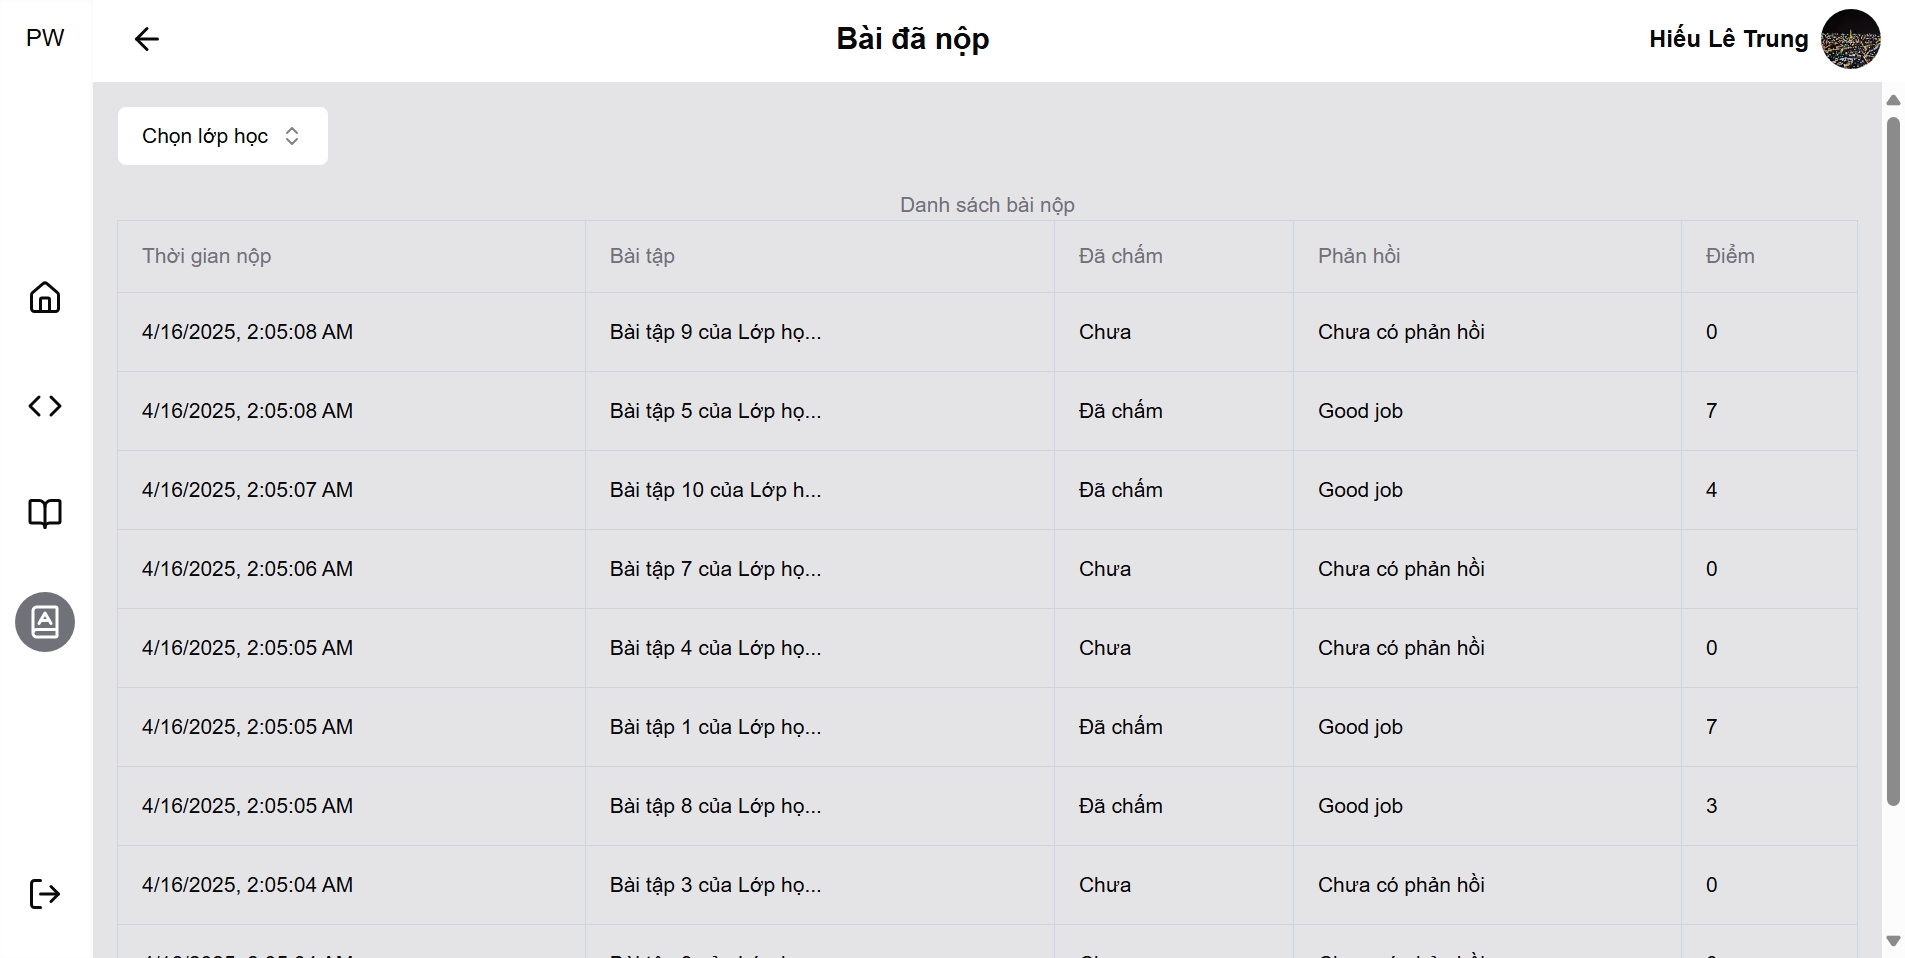 PW
Bài đã nộp
Hiếu Lê Trung
Chọn lớp học
Danh sách bài nộp
Thời gian nộp Bài tập Đã chấm Phản hồi Điểm
4/16/2025, 2:05:08 AM Bài tập 9 của Lớp họ... Chưa Chưa có phản hồi 0
4/16/2025, 2:05:08 AM Bài tập 5 của Lớp họ... Đã chấm Good job 7
4/16/2025, 2:05:07 AM Bài tập 10 của Lớp h... Đã chấm Good job 4
4/16/2025, 2:05:06 AM Bài tập 7 của Lớp họ... Chưa Chưa có phản hồi 0
4/16/2025, 2:05:05 AM Bài tập 4 của Lớp họ... Chưa Chưa có phản hồi 0
4/16/2025, 2:05:05 AM Bài tập 1 của Lớp họ... Đã chấm Good job 7
4/16/2025, 2:05:05 AM Bài tập 8 của Lớp họ... Đã chấm Good job 3
4/16/2025, 2:05:04 AM Bài tập 3 của Lớp họ... Chưa Chưa có phản hồi 0